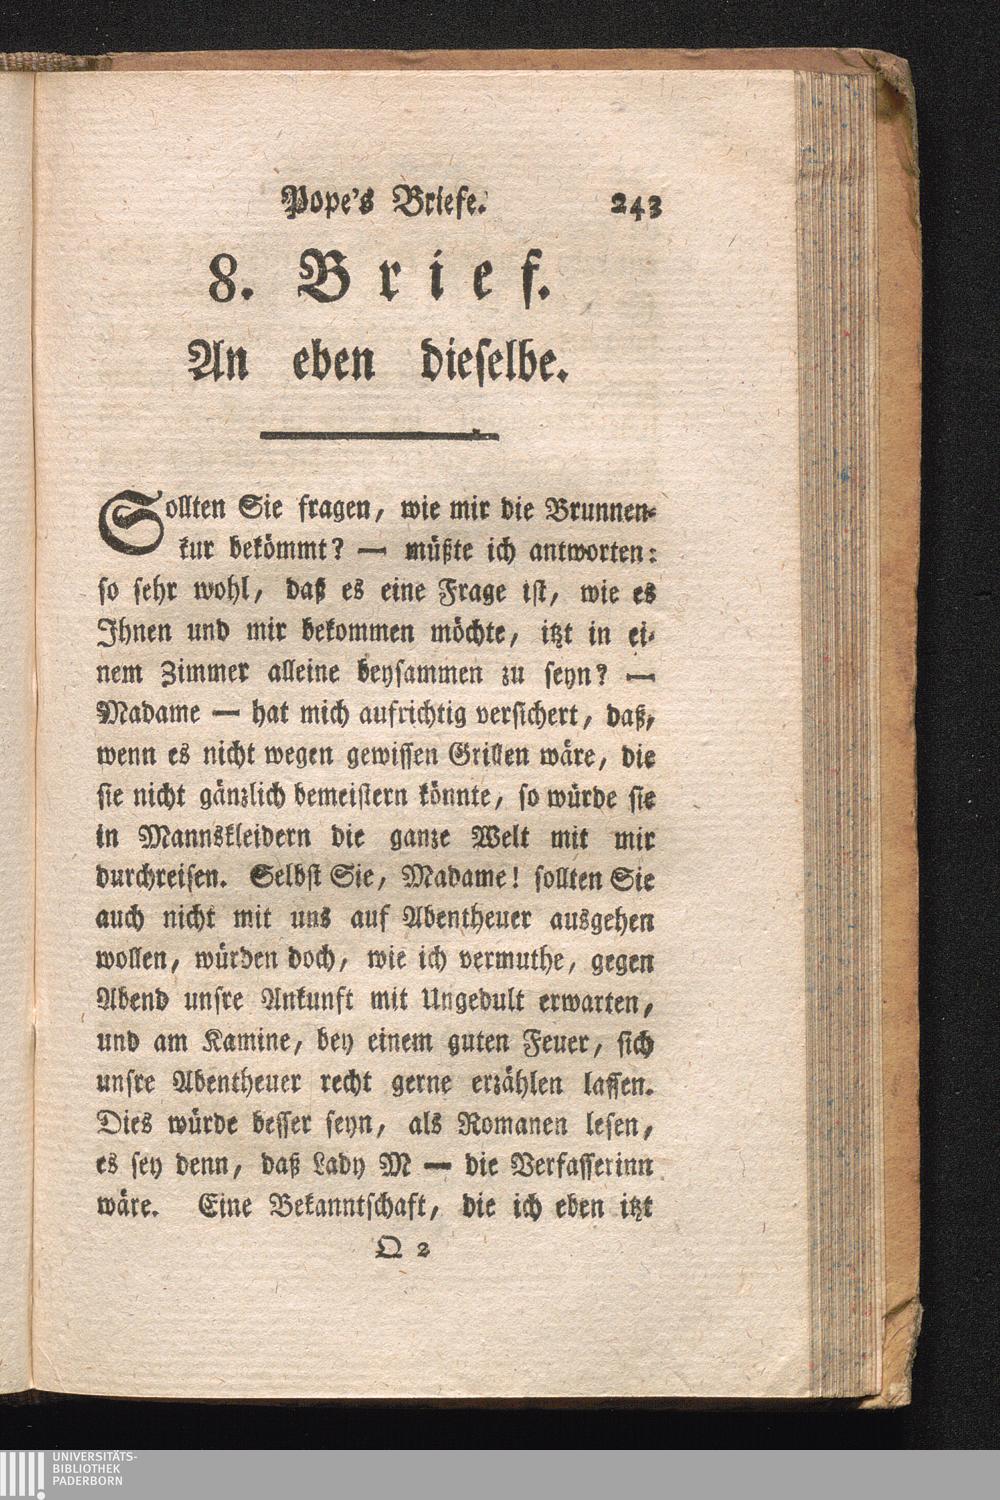 Pope's Briefe. 243
8. Brief.
An eben dieselbe.
Sollten Sie fragen, wie mir die Brunnen-
kur bekömmt? — müßte ich antworten:
so sehr wohl, daß es eine Frage ist, wie es
Ihnen und mir bekommen möchte, itzt in ei-
nem Zimmer alleine beysammen zu seyn? —
Madame — hat mich aufrichtig versichert, daß,
wenn es nicht wegen gewissen Grillen wäre, die
sie nicht gänzlich bemeistern könnte, so würde sie
in Mannskleidern die ganze Welt mit mir
durchreisen. Selbst Sie, Madame! sollten Sie
auch nicht mit uns auf Abentheuer ausgehen
wollen, würden doch, wie ich vermuthe, gegen
Abend unsre Ankunft mit Ungedult erwarten,
und am Kamine, bey einem guten Feuer, sich
unsre Abentheuer recht gerne erzählen lassen.
Dies würde besser seyn, als Romanen lesen,
es sey denn, daß Lady M — die Verfasserinn
wäre. Eine Bekanntschaft, die ich eben itzt
Q 2
UNIVERSITÄTS-
BIBLIOTHEK
PADERBORN